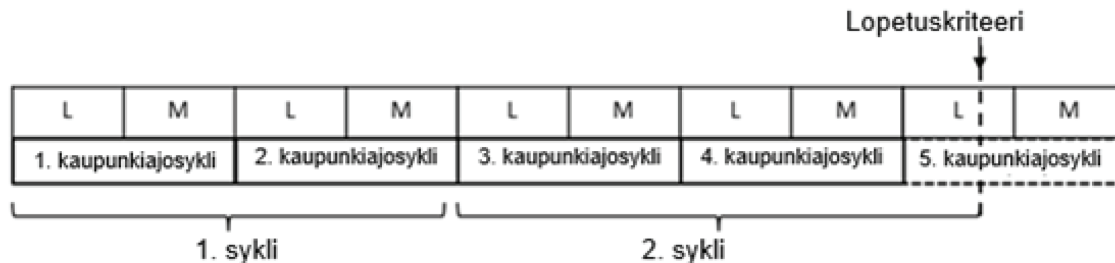 Lopetuskriteeri
L M L M L M L M L M
1. kaupunkiajosykli 2. kaupunkiajosykli 3. kaupunkiajosykli 4. kaupunkiajosykli 5. kaupunkiajosykli
1. sykli 2. sykli